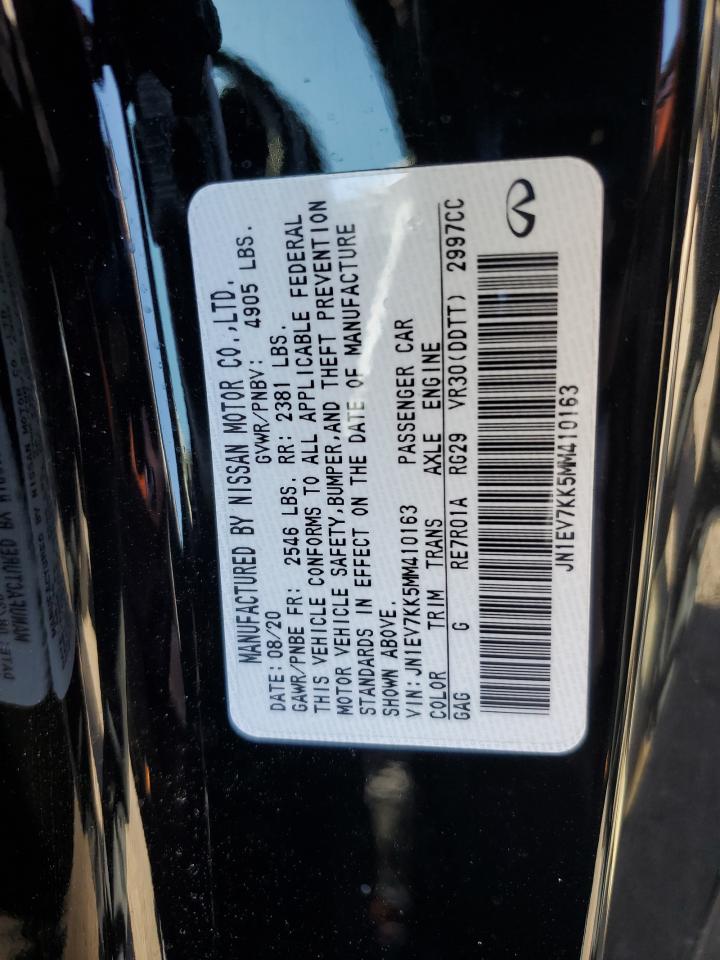 MANUFACTURED BY NISSAN MOTOR CO.,LTD.
DATE: 08/20 GVWR/PNBV: 4905 LBS.
GAWR/PNBE FR: 2546 LBS. RR: 2381 LBS.
THIS VEHICLE CONFORMS TO ALL APPLICABLE FEDERAL
MOTOR VEHICLE SAFETY,BUMPER,AND THEFT PREVENTION
STANDARDS IN EFFECT ON THE DATE OF MANUFACTURE
SHOWN ABOVE.
VIN:JN1EV7KK5MM410163 PASSENGER CAR
COLOR TRIM TRANS AXLE ENGINE
GAG G RE7R01A RG29 VR30(DDTT) 2997CC
JN1EV7KK5MM410163